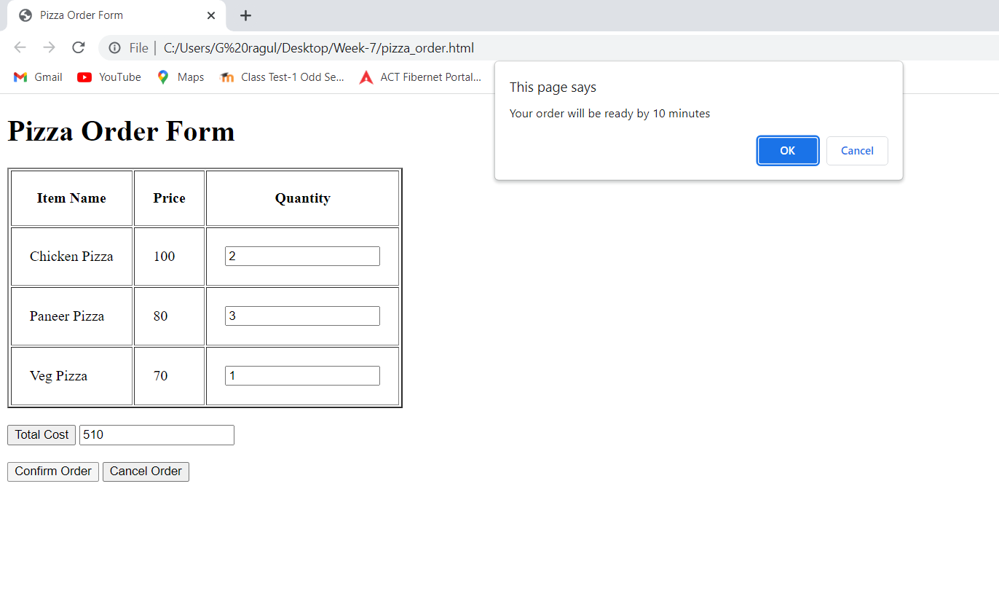 Pizza Order Form
File | C:/Users/G%20ragul/Desktop/Week-7/pizza_order.html
Gmail YouTube Maps Class Test-1 Odd Se... ACT Fibernet Portal...
This page says
Your order will be ready by 10 minutes
OK Cancel
Pizza Order Form
Item Name Price Quantity
Chicken Pizza 100 2
Paneer Pizza 80 3
Veg Pizza 70 1
Total Cost 510
Confirm Order Cancel Order